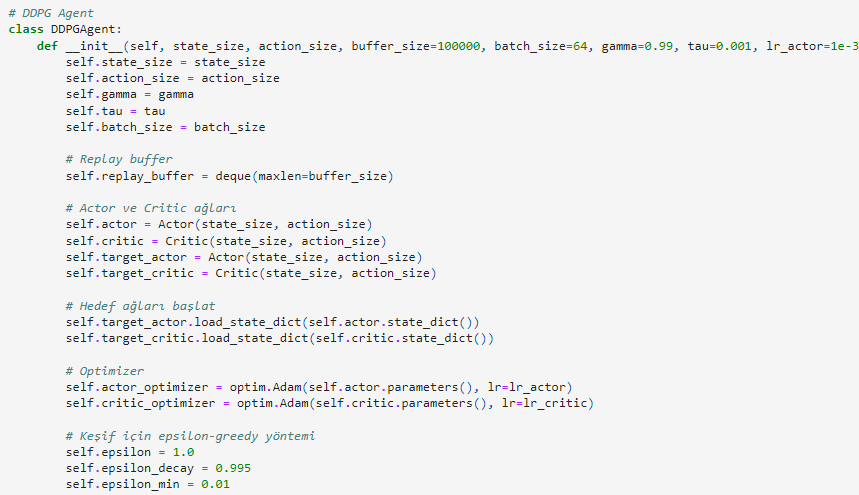 # DDPG Agent
class DDPGAgent:
    def __init__(self, state_size, action_size, buffer_size=100000, batch_size=64, gamma=0.99, tau=0.001, lr_actor=1e-3
        self.state_size = state_size
        self.action_size = action_size
        self.gamma = gamma
        self.tau = tau
        self.batch_size = batch_size

        # Replay buffer
        self.replay_buffer = deque(maxlen=buffer_size)

        # Actor ve Critic ağları
        self.actor = Actor(state_size, action_size)
        self.critic = Critic(state_size, action_size)
        self.target_actor = Actor(state_size, action_size)
        self.target_critic = Critic(state_size, action_size)

        # Hedef ağları başlat
        self.target_actor.load_state_dict(self.actor.state_dict())
        self.target_critic.load_state_dict(self.critic.state_dict())

        # Optimizer
        self.actor_optimizer = optim.Adam(self.actor.parameters(), lr=lr_actor)
        self.critic_optimizer = optim.Adam(self.critic.parameters(), lr=lr_critic)

        # Keşif için epsilon-greedy yöntemi
        self.epsilon = 1.0
        self.epsilon_decay = 0.995
        self.epsilon_min = 0.01